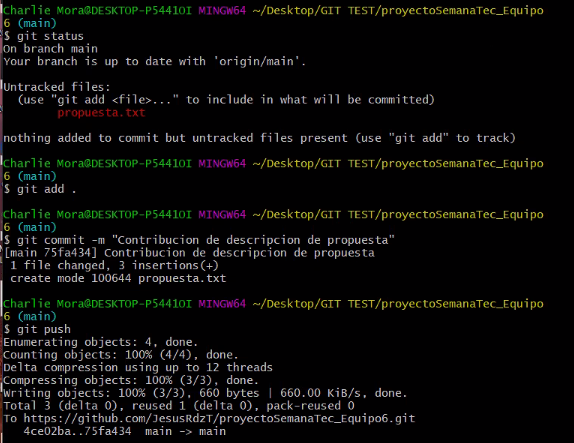 Charlie Mora@DESKTOP-P5441OI MINGW64 ~/Desktop/GIT TEST/proyectoSemanaTec_Equipo
6 (main)
$ git status
On branch main
Your branch is up to date with 'origin/main'.
Untracked files:
(use "git add <file>..." to include in what will be committed)
propuesta.txt
nothing added to commit but untracked files present (use "git add" to track)
Charlie Mora@DESKTOP-P5441OI MINGW64 ~/Desktop/GIT TEST/proyectoSemanaTec_Equipo
6 (main)
$ git add .
Charlie Mora@DESKTOP-P5441OI MINGW64 ~/Desktop/GIT TEST/proyectoSemanaTec_Equipo
6 (main)
$ git commit -m "Contribucion de descripcion de propuesta"
[main 75fa434] Contribucion de descripcion de propuesta
1 file changed, 3 insertions(+)
create mode 100644 propuesta.txt
Charlie Mora@DESKTOP-P5441OI MINGW64 ~/Desktop/GIT TEST/proyectoSemanaTec_Equipo
6 (main)
$ git push
Enumerating objects: 4, done.
Counting objects: 100% (4/4), done.
Delta compression using up to 12 threads
Compressing objects: 100% (3/3), done.
Writing objects: 100% (3/3), 660 bytes | 660.00 KiB/s, done.
Total 3 (delta 0), reused 1 (delta 0), pack-reused 0
To https://github.com/JesusRdzT/proyectoSemanaTec_Equipo6.git
4ce02ba..75fa434 main -> main